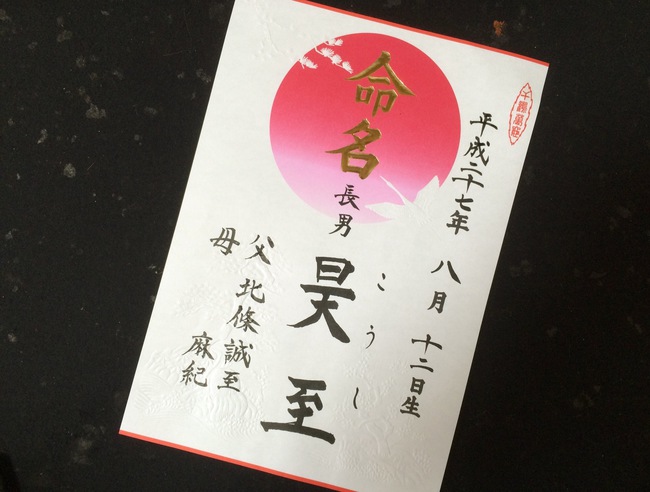 平成二十七年 八月 十二日生
命名
長男
昊至
こうし
父 北條誠至
母 麻紀